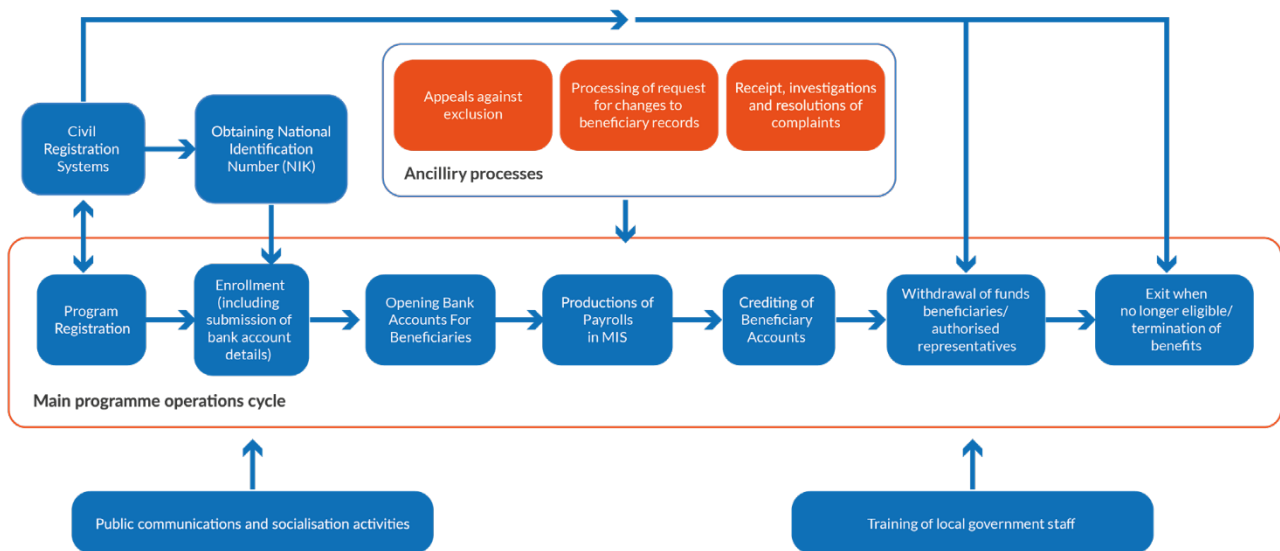 Appeals against
exclusion
Processing of request
for changes to
beneficiary records
Receipt, investigations
and resolutions of
complaints
Ancilliry processes
Civil
Registration
Systems
Obtaining National
Identification
Number (NIK)
Program
Registration
Enrollment
(including
submission of
bank account
details)
Opening Bank
Accounts For
Beneficiaries
Productions of
Payrolls
in MIS
Crediting of
Beneficiary
Accounts
Withdrawal of funds
beneficiaries/
authorised
representatives
Exit when
no longer eligible/
termination of
benefits
Main programme operations cycle
Public communications and socialisation activities
Training of local government staff